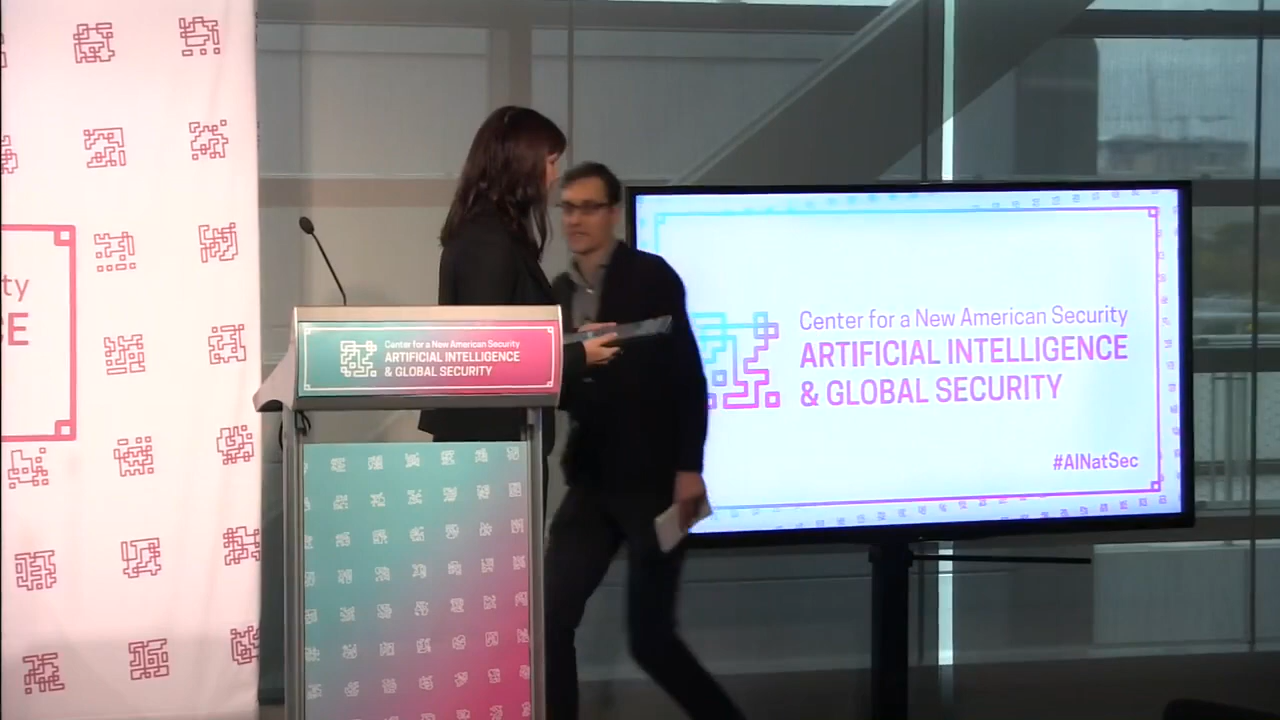 ty
E
Center for a New American Security
ARTIFICIAL INTELLIGENCE
& GLOBAL SECURITY
Center for a New American Security
ARTIFICIAL INTELLIGENCE
& GLOBAL SECURITY
#AINatSec